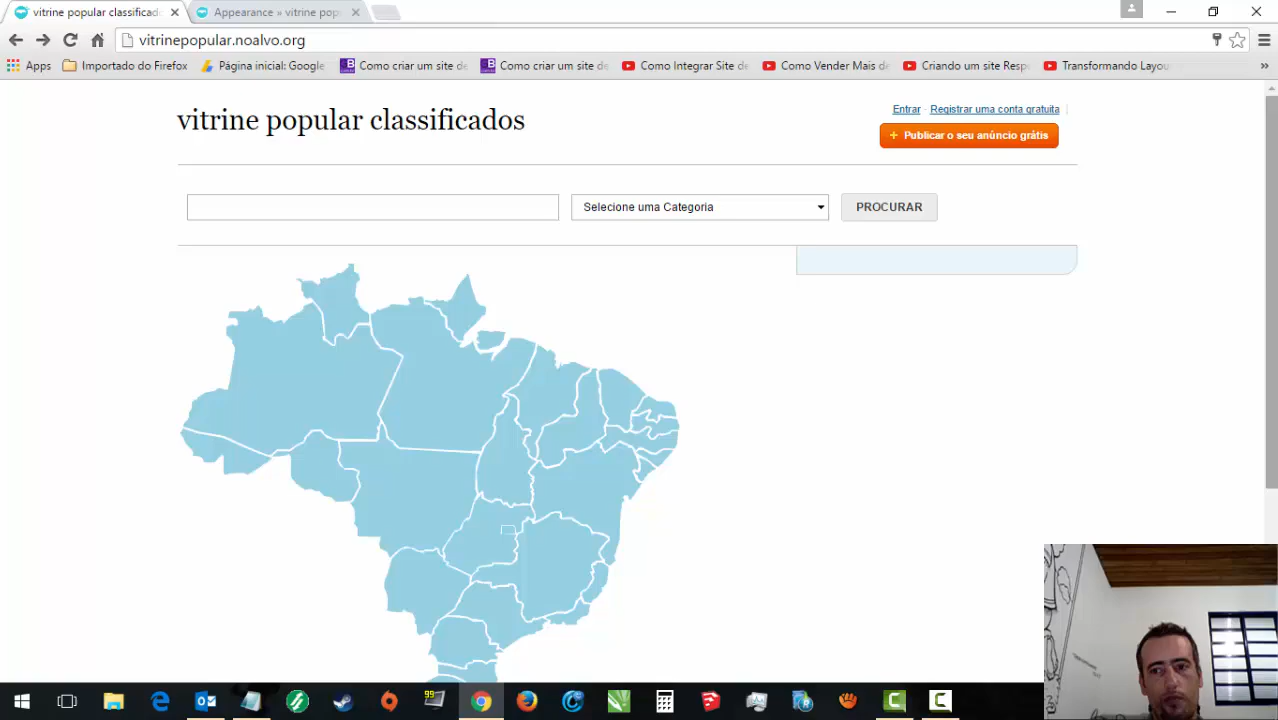 vitrine popular classificado
Appearance » vitrine pop
vitrinepopular.noalvo.org
Apps
Importado do Firefox
Página inicial: Google
Como criar um site de
Como criar um site de
Como Integrar Site de
Como Vender Mais de
Criando um site Resp
Transformando Layou
»
vitrine popular classificados
Entrar · Registrar uma conta gratuita
+ Publicar o seu anúncio grátis
Selecione uma Categoria
PROCURAR
99